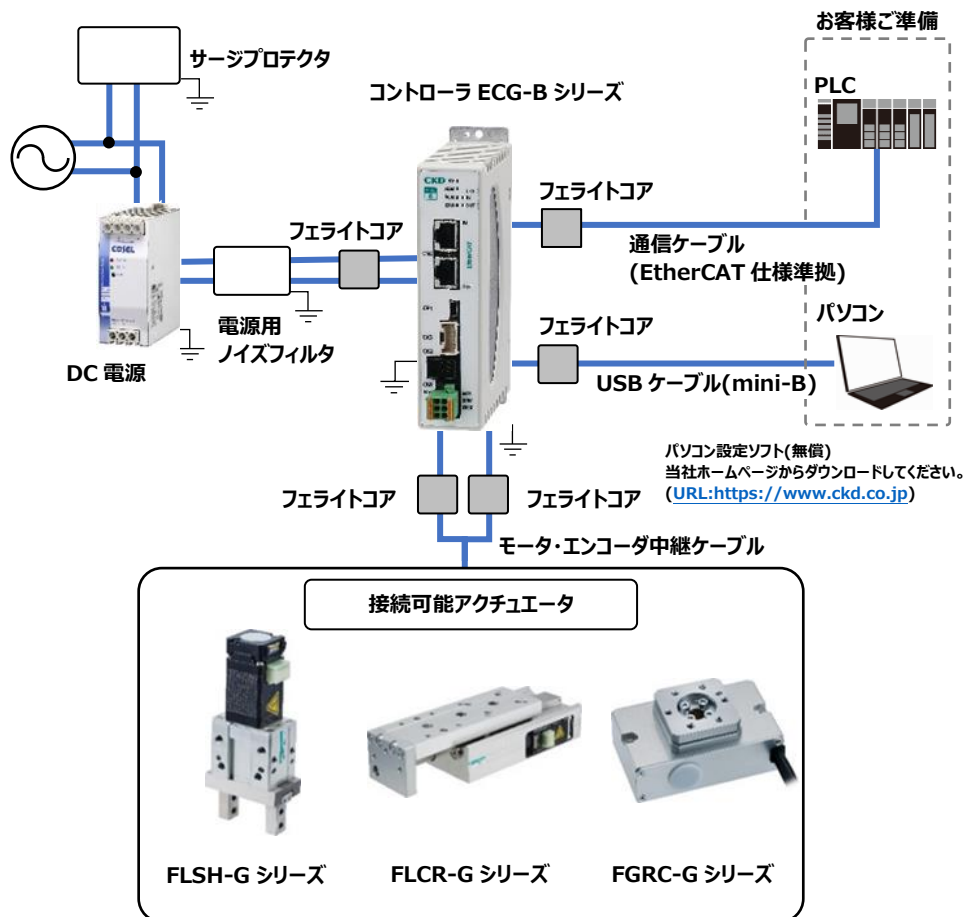 お客様ご準備
サージプロテクタ
コントローラ ECG-B シリーズ
PLC
CKD
フェライトコア
フェライトコア
通信ケーブル
(EtherCAT 仕様準拠)
COSEL
EtherCAT
電源用
ノイズフィルタ
DC 電源
フェライトコア
パソコン
USB ケーブル(mini-B)
パソコン設定ソフト(無償)
当社ホームページからダウンロードしてください。
(URL:https://www.ckd.co.jp)
フェライトコア
フェライトコア
モータ・エンコーダ中継ケーブル
接続可能アクチュエータ
FLSH-G シリーズ
FLCR-G シリーズ
FGRC-G シリーズ